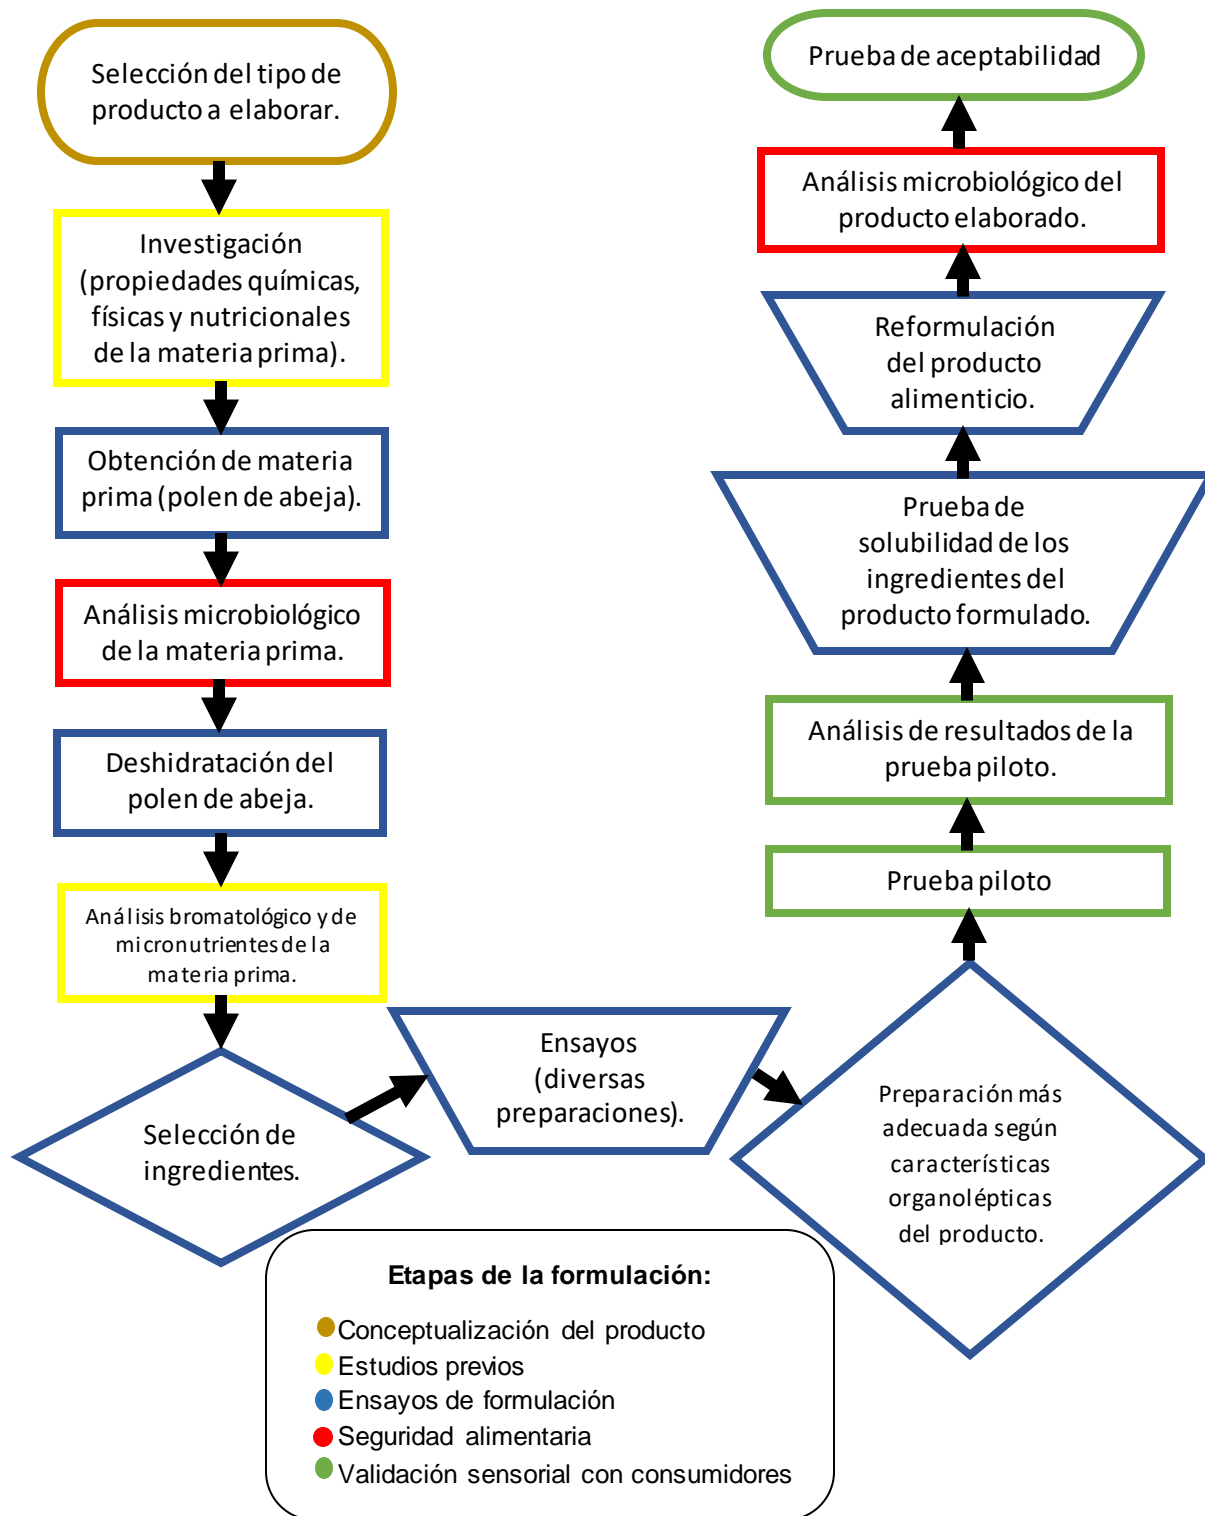 Selección del tipo de
producto a elaborar.
Investigación
(propiedades químicas,
físicas y nutricionales
de la materia prima).
Obtención de materia
prima (polen de abeja).
Análisis microbiológico
de la materia prima.
Deshidratación del
polen de abeja.
Análisis bromatológico y de
micronutrientes de la
materia prima.
Selección de
ingredientes.
Ensayos
(diversas
preparaciones).
Preparación más
adecuada según
características
organolépticas
del producto.
Prueba piloto
Análisis de resultados de la
prueba piloto.
Prueba de
solubilidad de los
ingredientes del
producto formulado.
Reformulación
del producto
alimenticio.
Análisis microbiológico del
producto elaborado.
Prueba de aceptabilidad
Etapas de la formulación:
Conceptualización del producto
Estudios previos
Ensayos de formulación
Seguridad alimentaria
Validación sensorial con consumidores